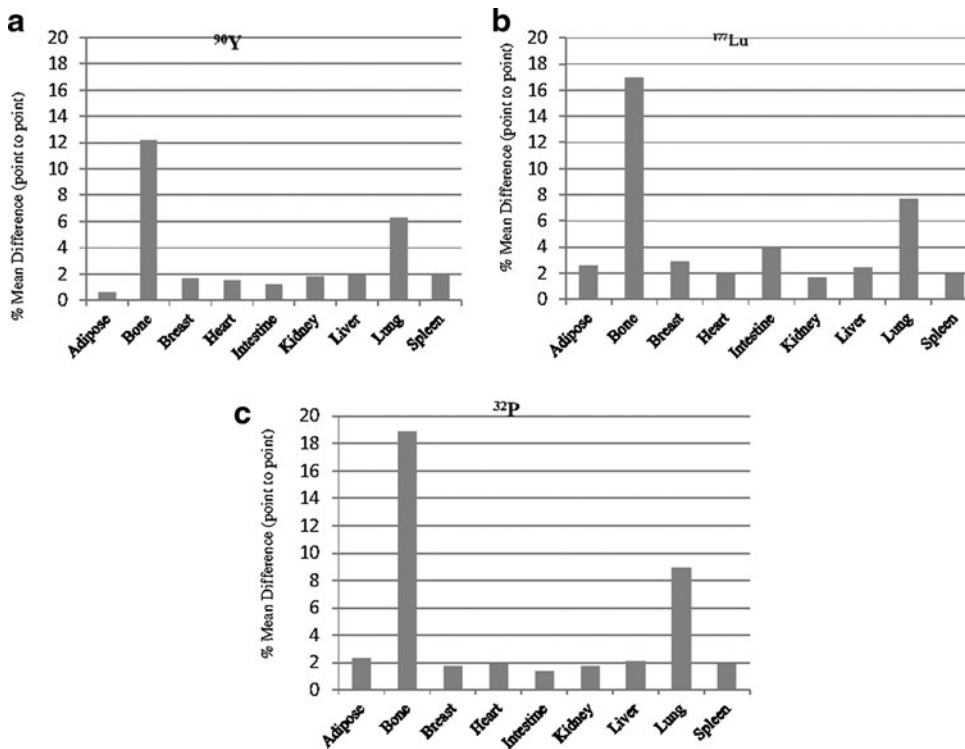 a
⁹⁰Y
% Mean Difference (point to point)
20
18
16
14
12
10
8
6
4
2
0
Adipose
Bone
Breast
Heart
Intestine
Kidney
Liver
Lung
Spleen
b
¹⁷⁷Lu
% Mean Difference (point to point)
20
18
16
14
12
10
8
6
4
2
0
Adipose
Bone
Breast
Heart
Intestine
Kidney
Liver
Lung
Spleen
c
³²P
% Mean Difference (point to point)
20
18
16
14
12
10
8
6
4
2
0
Adipose
Bone
Breast
Heart
Intestine
Kidney
Liver
Lung
Spleen